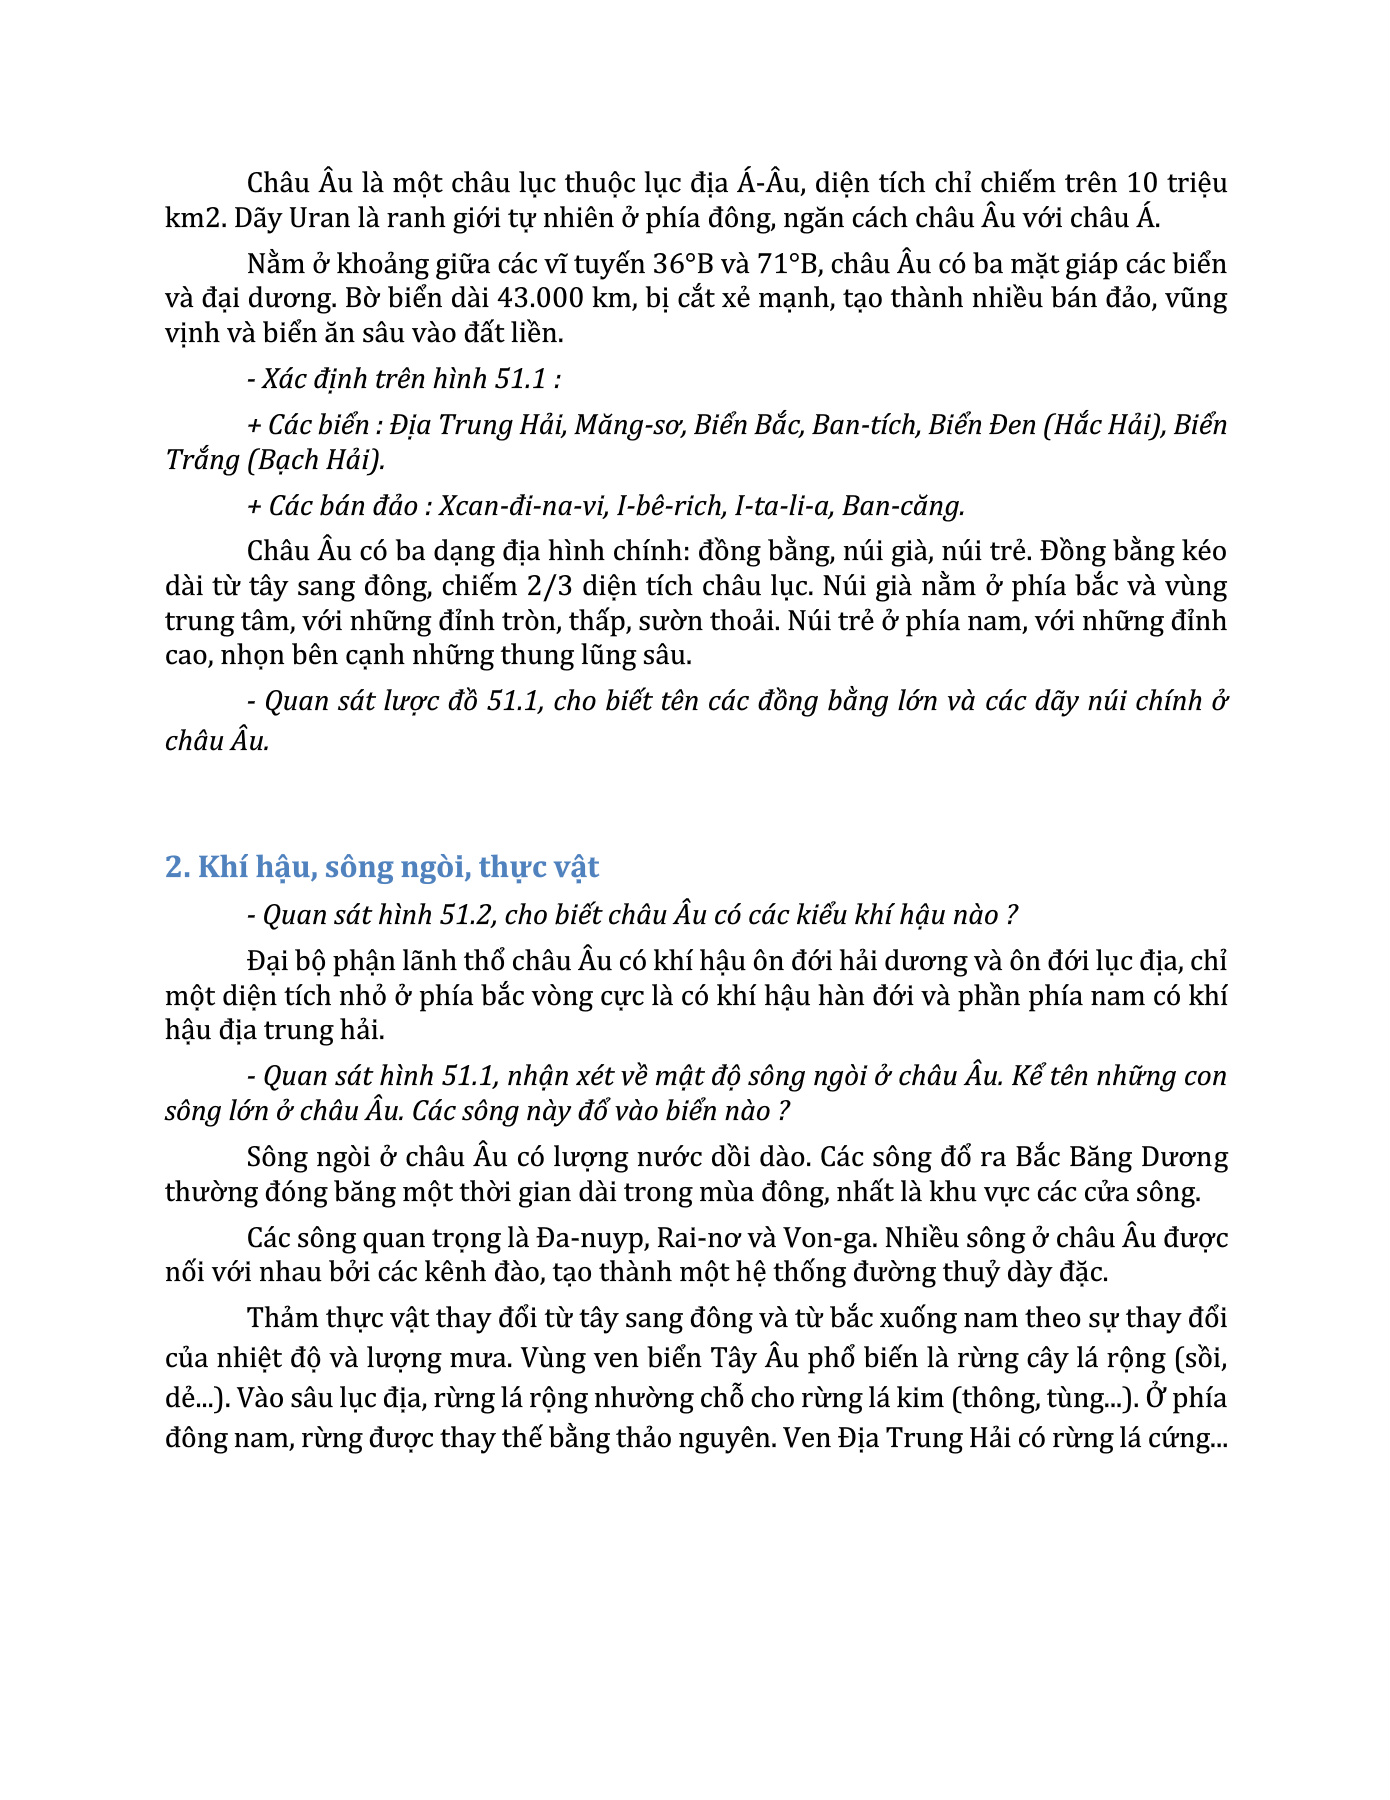 Châu Âu là một châu lục thuộc lục địa Á-Âu, diện tích chỉ chiếm trên 10 triệu
km2. Dãy Uran là ranh giới tự nhiên ở phía đông, ngăn cách châu Âu với châu Á.
Nằm ở khoảng giữa các vĩ tuyến 36°B và 71°B, châu Âu có ba mặt giáp các biển
và đại dương. Bờ biển dài 43.000 km, bị cắt xẻ mạnh, tạo thành nhiều bán đảo, vũng
vịnh và biển ăn sâu vào đất liền.
- Xác định trên hình 51.1 :
+ Các biển : Địa Trung Hải, Măng-sơ, Biển Bắc, Ban-tích, Biển Đen (Hắc Hải), Biển
Trắng (Bạch Hải).
+ Các bán đảo : Xcan-đi-na-vi, I-bê-rich, I-ta-li-a, Ban-căng.
Châu Âu có ba dạng địa hình chính: đồng bằng, núi già, núi trẻ. Đồng bằng kéo
dài từ tây sang đông, chiếm 2/3 diện tích châu lục. Núi già nằm ở phía bắc và vùng
trung tâm, với những đỉnh tròn, thấp, sườn thoải. Núi trẻ ở phía nam, với những đỉnh
cao, nhọn bên cạnh những thung lũng sâu.
- Quan sát lược đồ 51.1, cho biết tên các đồng bằng lớn và các dãy núi chính ở
châu Âu.
2. Khí hậu, sông ngòi, thực vật
- Quan sát hình 51.2, cho biết châu Âu có các kiểu khí hậu nào ?
Đại bộ phận lãnh thổ châu Âu có khí hậu ôn đới hải dương và ôn đới lục địa, chỉ
một diện tích nhỏ ở phía bắc vòng cực là có khí hậu hàn đới và phần phía nam có khí
hậu địa trung hải.
- Quan sát hình 51.1, nhận xét về mật độ sông ngòi ở châu Âu. Kể tên những con
sông lớn ở châu Âu. Các sông này đổ vào biển nào ?
Sông ngòi ở châu Âu có lượng nước dồi dào. Các sông đổ ra Bắc Băng Dương
thường đóng băng một thời gian dài trong mùa đông, nhất là khu vực các cửa sông.
Các sông quan trọng là Đa-nuyp, Rai-nơ và Von-ga. Nhiều sông ở châu Âu được
nối với nhau bởi các kênh đào, tạo thành một hệ thống đường thuỷ dày đặc.
Thảm thực vật thay đổi từ tây sang đông và từ bắc xuống nam theo sự thay đổi
của nhiệt độ và lượng mưa. Vùng ven biển Tây Âu phổ biến là rừng cây lá rộng (sồi,
dẻ...). Vào sâu lục địa, rừng lá rộng nhường chỗ cho rừng lá kim (thông, tùng...). Ở phía
đông nam, rừng được thay thế bằng thảo nguyên. Ven Địa Trung Hải có rừng lá cứng...